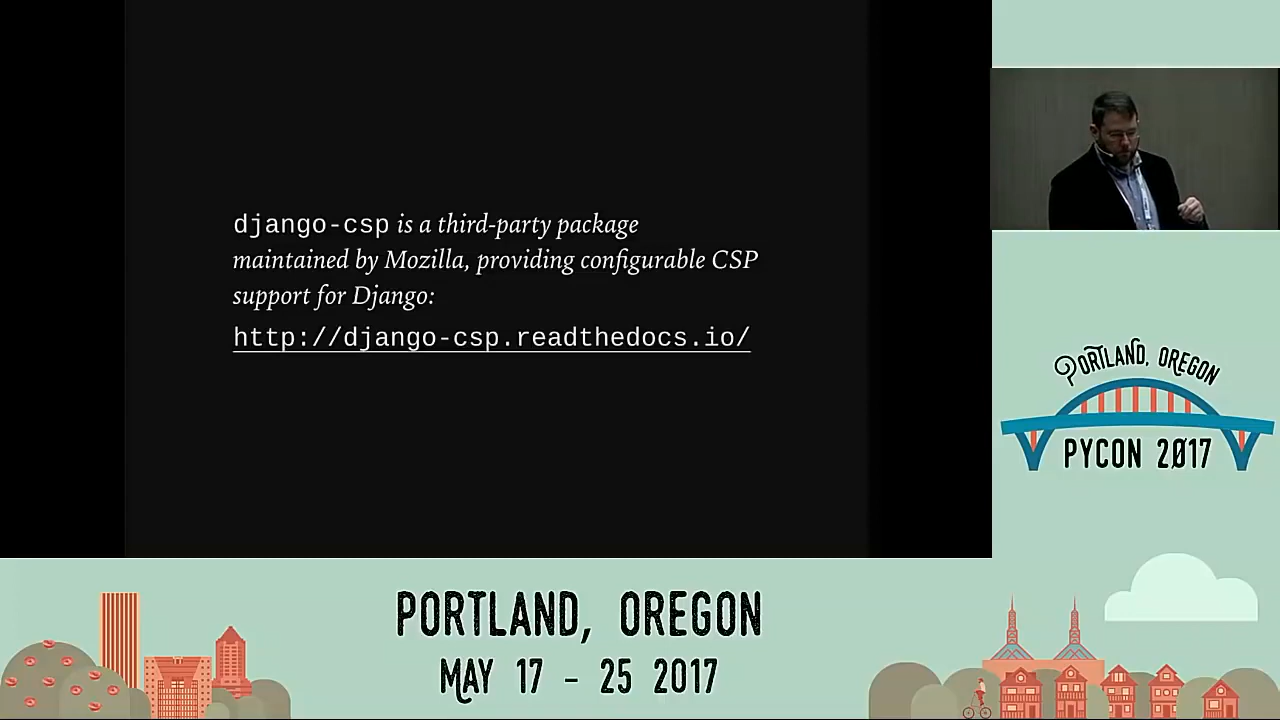 django-csp is a third-party package
maintained by Mozilla, providing configurable CSP
support for Django:
http://django-csp.readthedocs.io/
PORTLAND, OREGON
PYCON 2017
PORTLAND, OREGON
MAY 17 - 25 2017